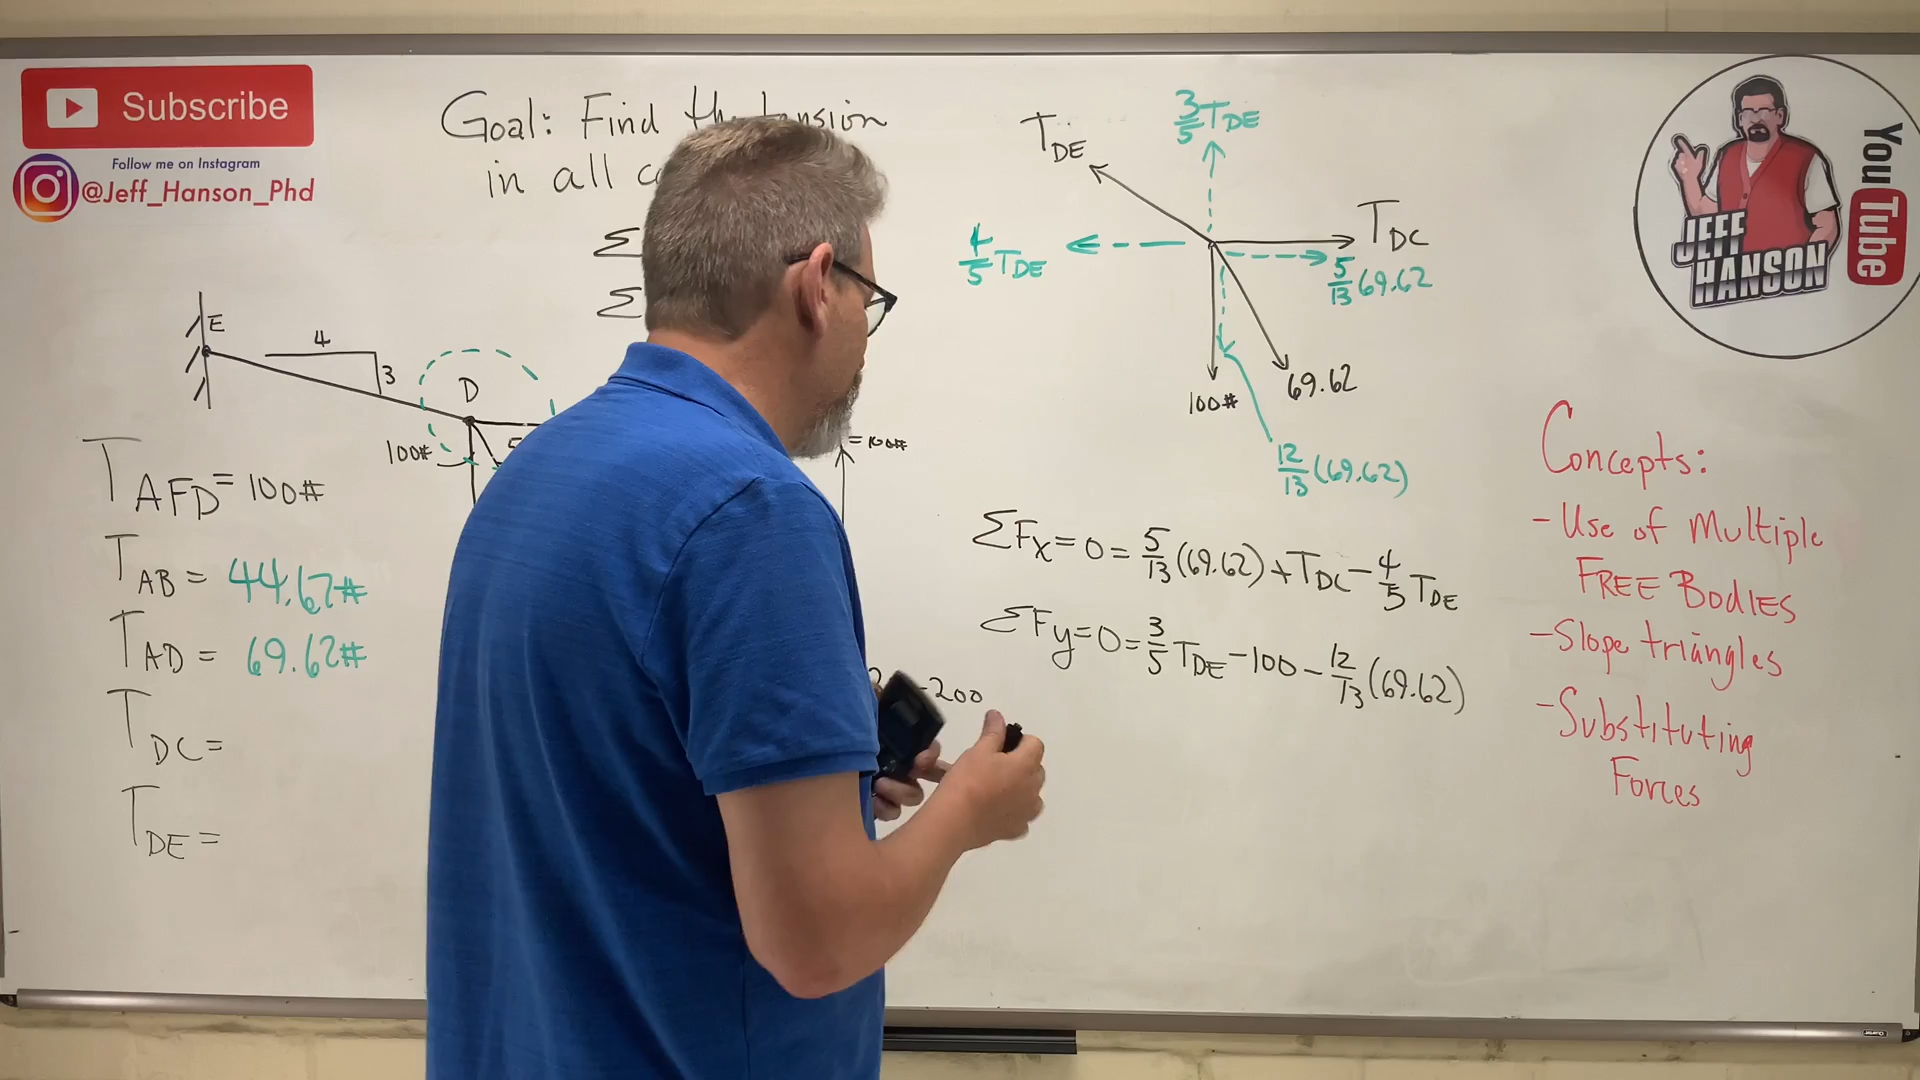 Subscribe
Follow me on Instagram
@Jeff_Hanson_Phd
Goal: Find the tension
in all
Σ
Σ
E
4
3
D
5
100#
= 100#
T AFD = 100#
T AB = 44.67#
T AD = 69.62#
T DC =
T DE =
-200
T DE
3/5 T DE
4/5 T DE
T DC
5/13 69.62
69.62
100#
12/13 (69.62)
ΣFx = 0 = 5/13 (69.62) + T DC - 4/5 T DE
ΣFy = 0 = 3/5 T DE - 100 - 12/13 (69.62)
Concepts:
- Use of Multiple
FREE BODIES
- Slope triangles
- Substituting
Forces
JEFF
HANSON
YouTube